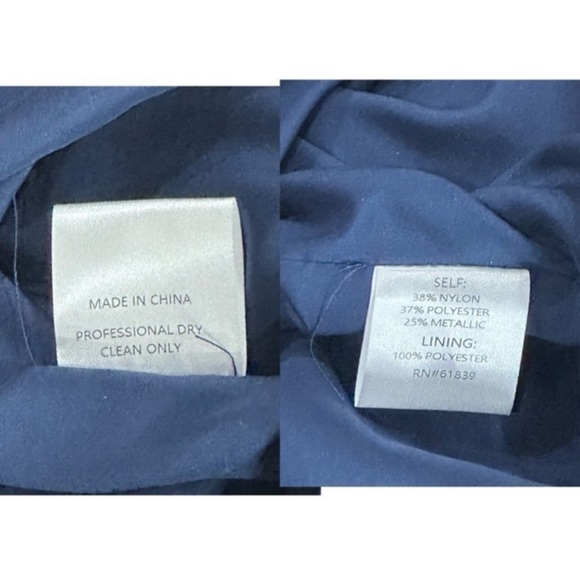 MADE IN CHINA
PROFESSIONAL DRY
CLEAN ONLY
SELF:
38% NYLON
37% POLYESTER
25% METALLIC
LINING:
100% POLYESTER
RN#61839